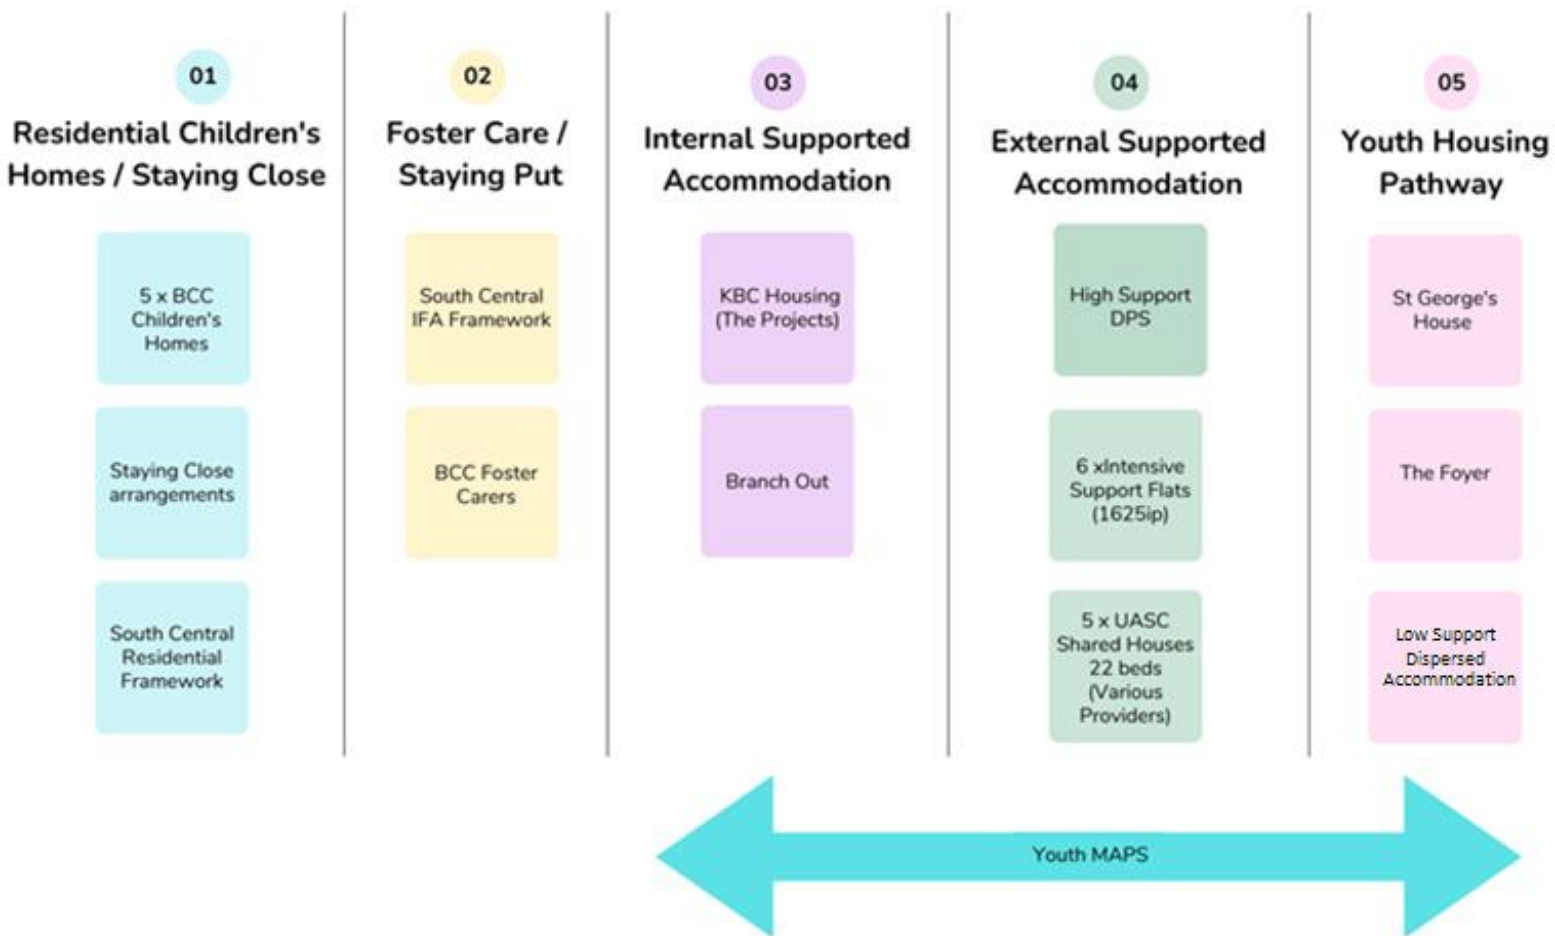 01
Residential Children's
Homes / Staying Close
5 x BCC
Children's
Homes
Staying Close
arrangements
South Central
Residential
Framework
02
Foster Care /
Staying Put
South Central
IFA Framework
BCC Foster
Carers
03
Internal Supported
Accommodation
KBC Housing
(The Projects)
Branch Out
04
External Supported
Accommodation
High Support
DPS
6 xIntensive
Support Flats
(1625ip)
5 x UASC
Shared Houses
22 beds
(Various
Providers)
05
Youth Housing
Pathway
St George's
House
The Foyer
Low Support
Dispersed
Accommodation
Youth MAPS